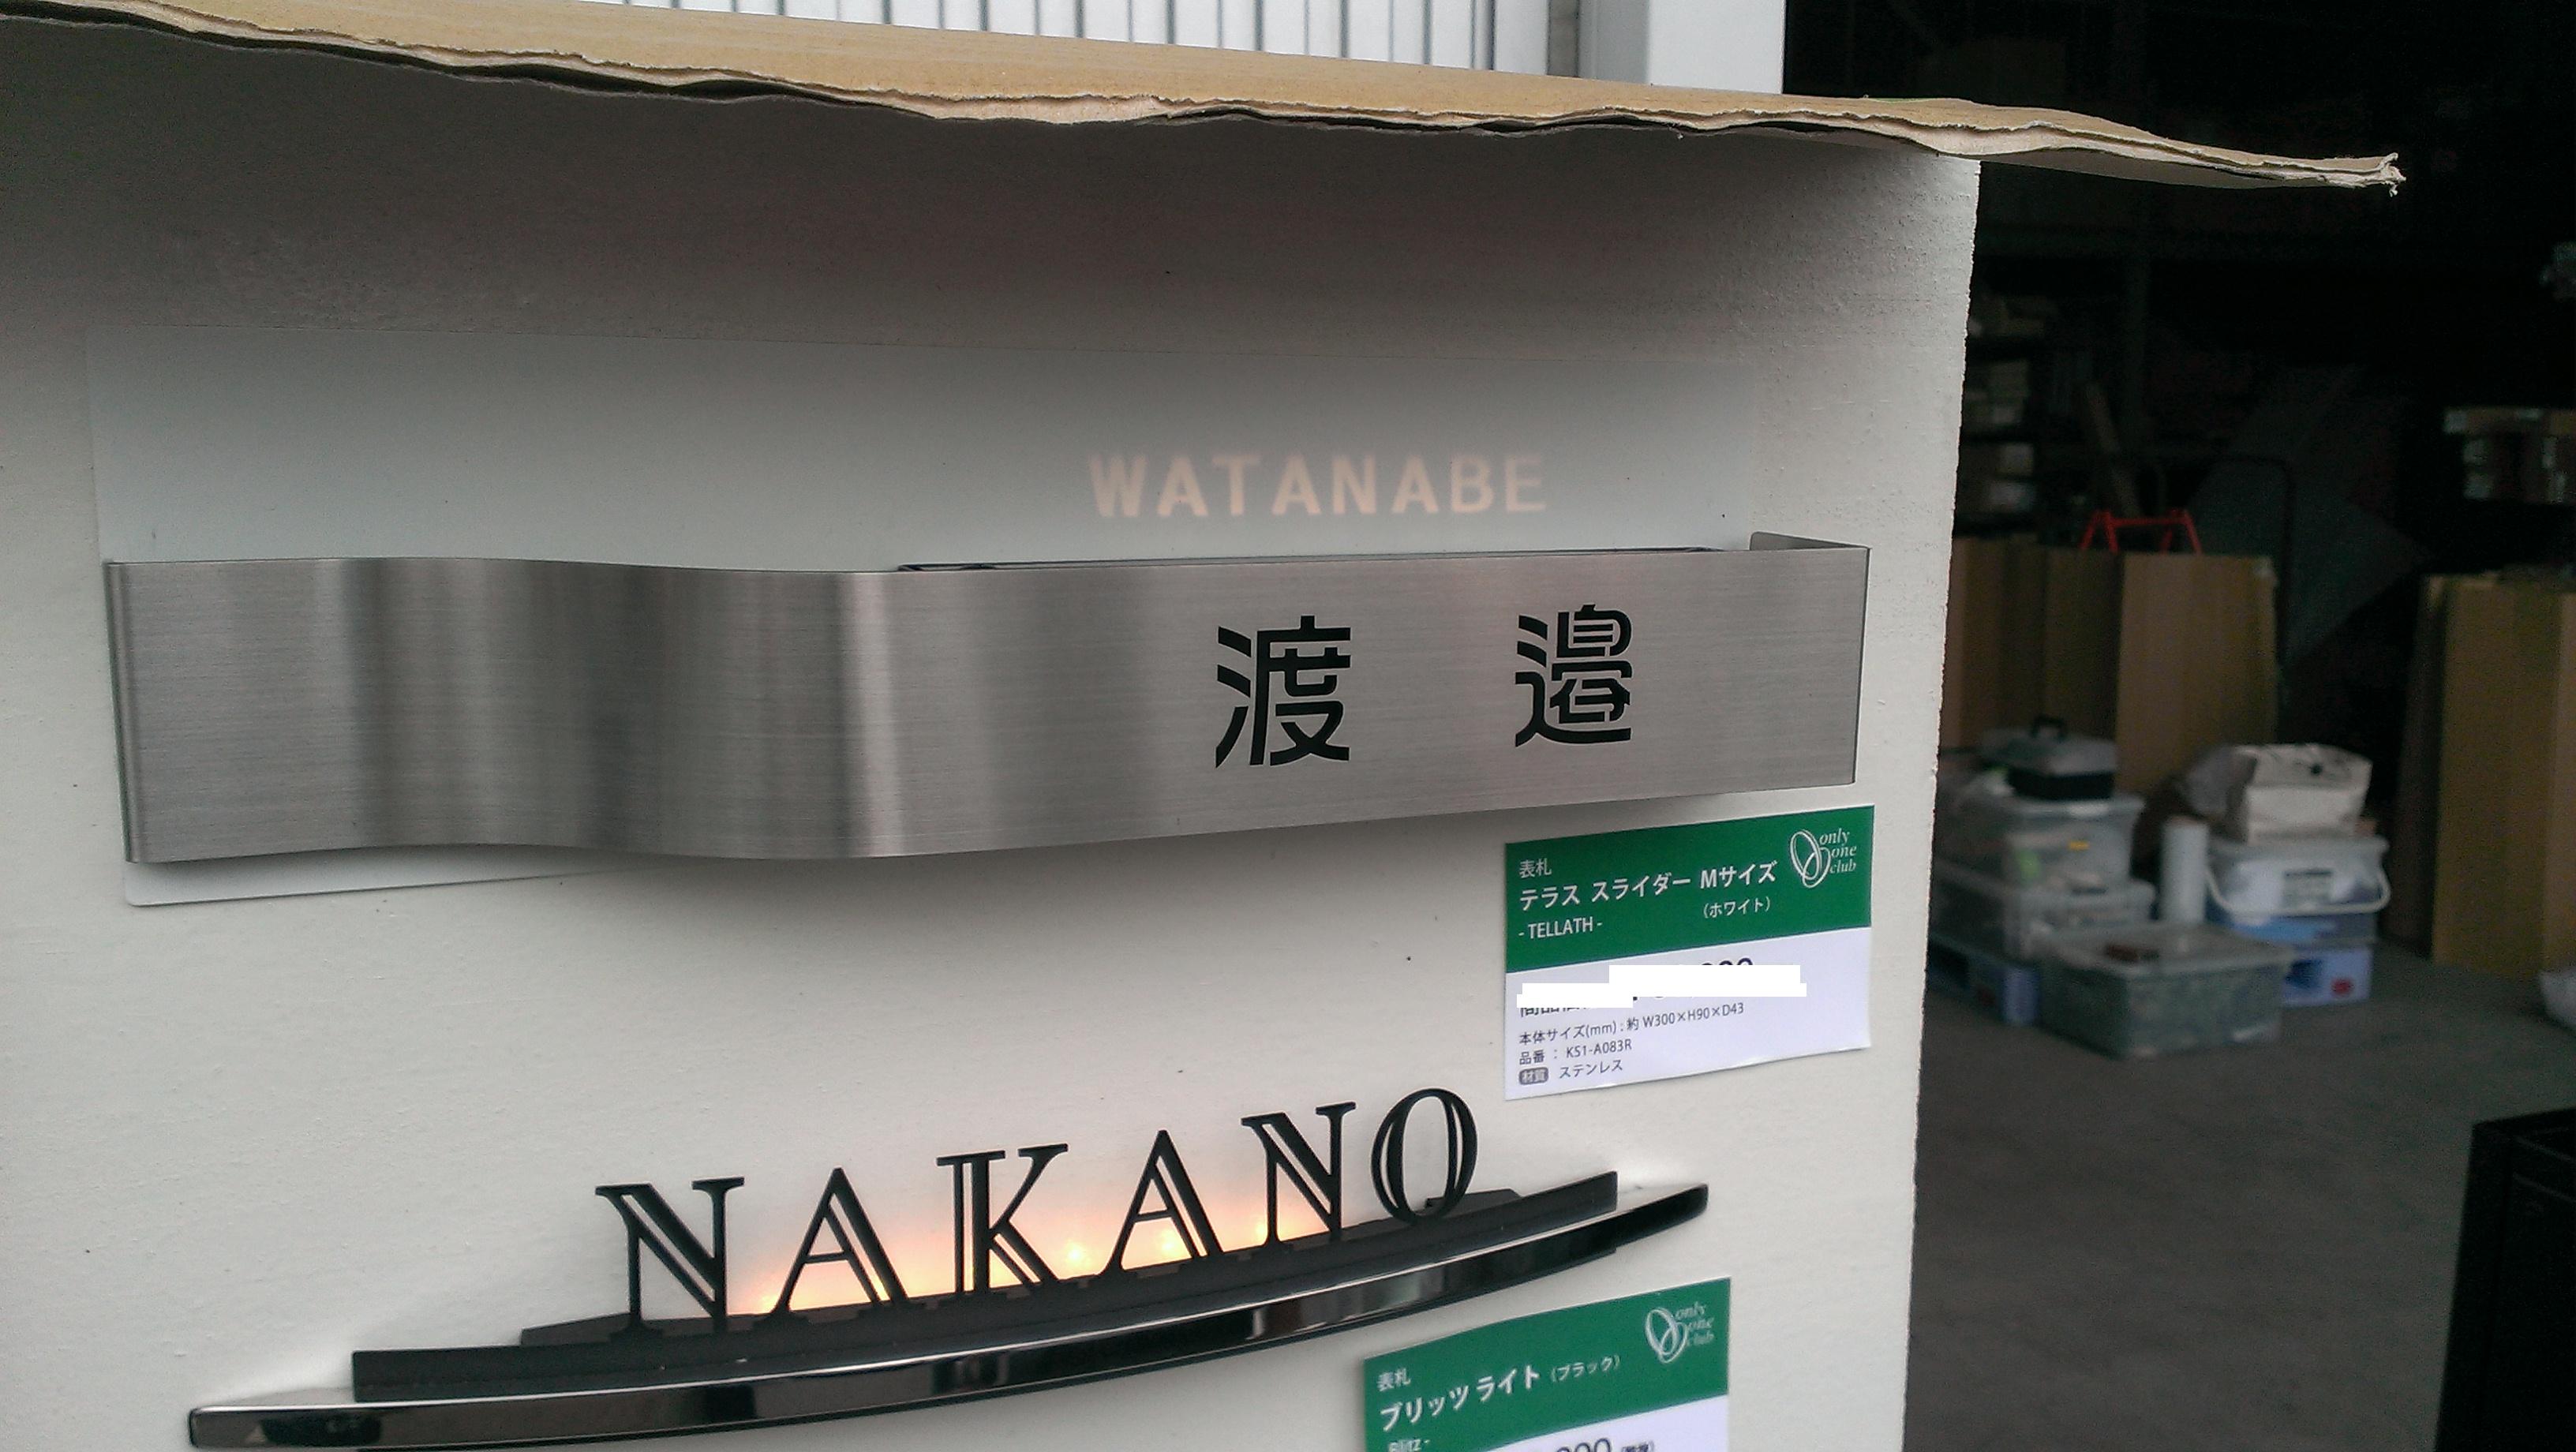 WATANABE
渡邉
only
one
club
表札
テラス スライダー Mサイズ
(ホワイト)
- TELLATH -
本体サイズ(mm) : 約 W300×H90×D43
品番 : KS1-A083R
材質 ステンレス
NAKANO
only
one
club
表札
ブリッツ ライト (ブラック)